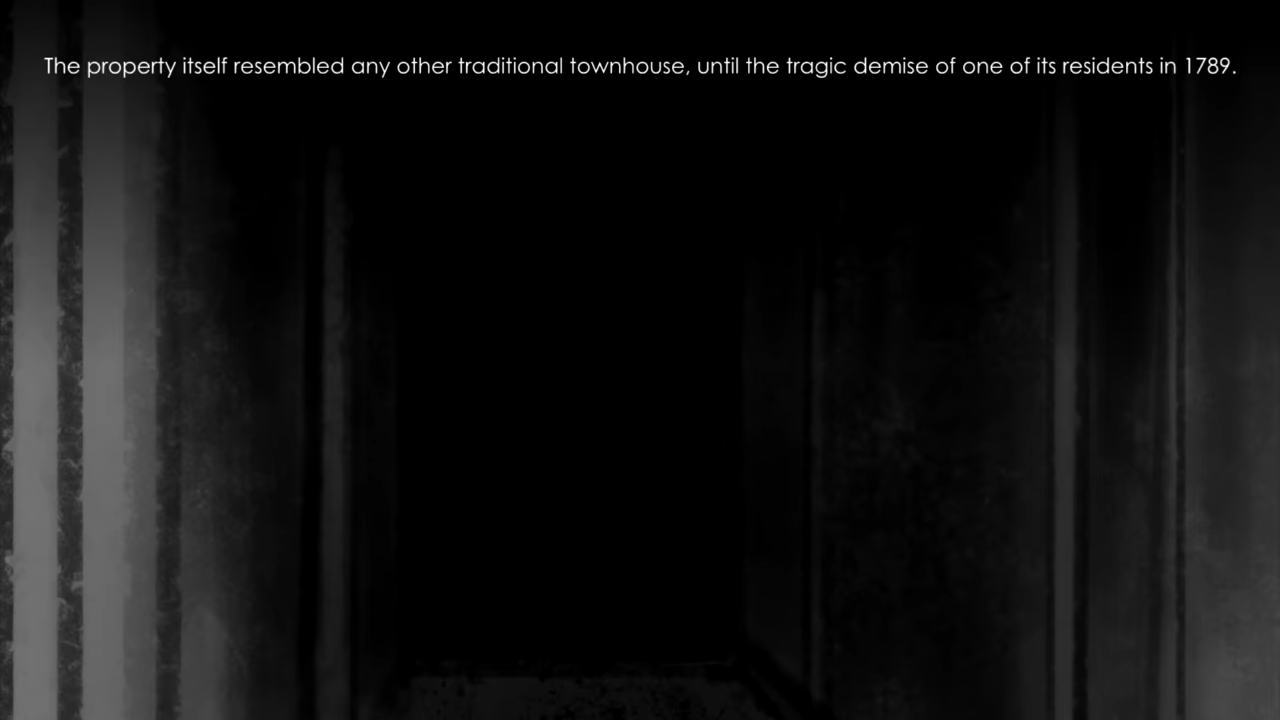 The property itself resembled any other traditional townhouse, until the tragic demise of one of its residents in 1789.